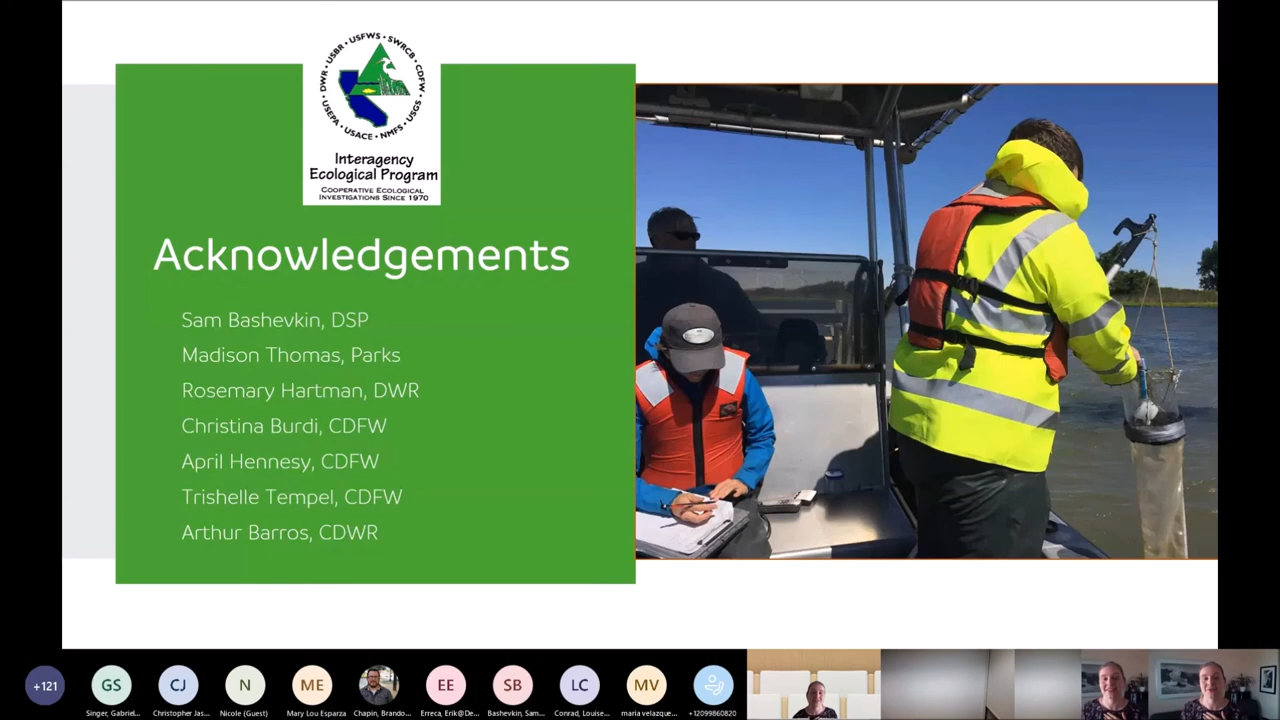 DWR • USBR • USFWS • SWRCB • CDFW • USGS • NMFS • USACE • USEPA •
Interagency
Ecological Program
COOPERATIVE ECOLOGICAL
INVESTIGATIONS SINCE 1970
Acknowledgements
Sam Bashevkin, DSP
Madison Thomas, Parks
Rosemary Hartman, DWR
Christina Burdi, CDFW
April Hennesy, CDFW
Trishelle Tempel, CDFW
Arthur Barros, CDWR
+121
GS
CJ
N
ME
EE
SB
LC
MV
Singer, Gabriel...
Christopher Jas...
Nicole (Guest)
Mary Lou Esparza
Chapin, Brando...
Erreca, Erik@De...
Bashevkin, Sam...
Conrad, Louise...
maria velazque...
+12099860820